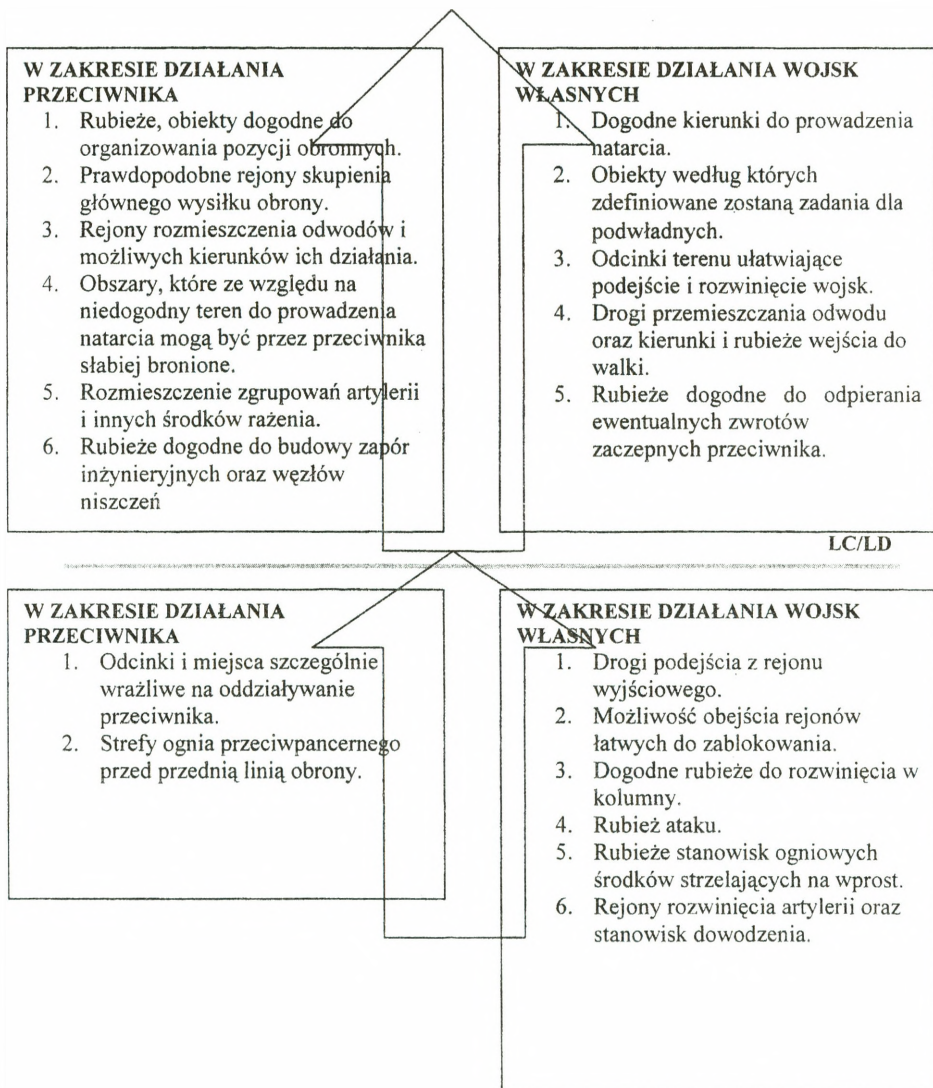 W ZAKRESIE DZIAŁANIA
PRZECIWNIKA
1. Rubieże, obiekty dogodne do
organizowania pozycji obronnych.
2. Prawdopodobne rejony skupienia
głównego wysiłku obrony.
3. Rejony rozmieszczenia odwodów i
możliwych kierunków ich działania.
4. Obszary, które ze względu na
niedogodny teren do prowadzenia
natarcia mogą być przez przeciwnika
słabiej bronione.
5. Rozmieszczenie zgrupowań artylerii
i innych środków rażenia.
6. Rubieże dogodne do budowy zapór
inżynieryjnych oraz węzłów
niszczeń
W ZAKRESIE DZIAŁANIA WOJSK
WŁASNYCH
1. Dogodne kierunki do prowadzenia
natarcia.
2. Obiekty według których
zdefiniowane zostaną zadania dla
podwładnych.
3. Odcinki terenu ułatwiające
podejście i rozwinięcie wojsk.
4. Drogi przemieszczania odwodu
oraz kierunki i rubieże wejścia do
walki.
5. Rubieże dogodne do odpierania
ewentualnych zwrotów
zaczepnych przeciwnika.
LC/LD
W ZAKRESIE DZIAŁANIA
PRZECIWNIKA
1. Odcinki i miejsca szczególnie
wrażliwe na oddziaływanie
przeciwnika.
2. Strefy ognia przeciwpancernego
przed przednią linią obrony.
W ZAKRESIE DZIAŁANIA WOJSK
WŁASNYCH
1. Drogi podejścia z rejonu
wyjściowego.
2. Możliwość obejścia rejonów
łatwych do zablokowania.
3. Dogodne rubieże do rozwinięcia w
kolumny.
4. Rubież ataku.
5. Rubieże stanowisk ogniowych
środków strzelających na wprost.
6. Rejony rozwinięcia artylerii oraz
stanowisk dowodzenia.